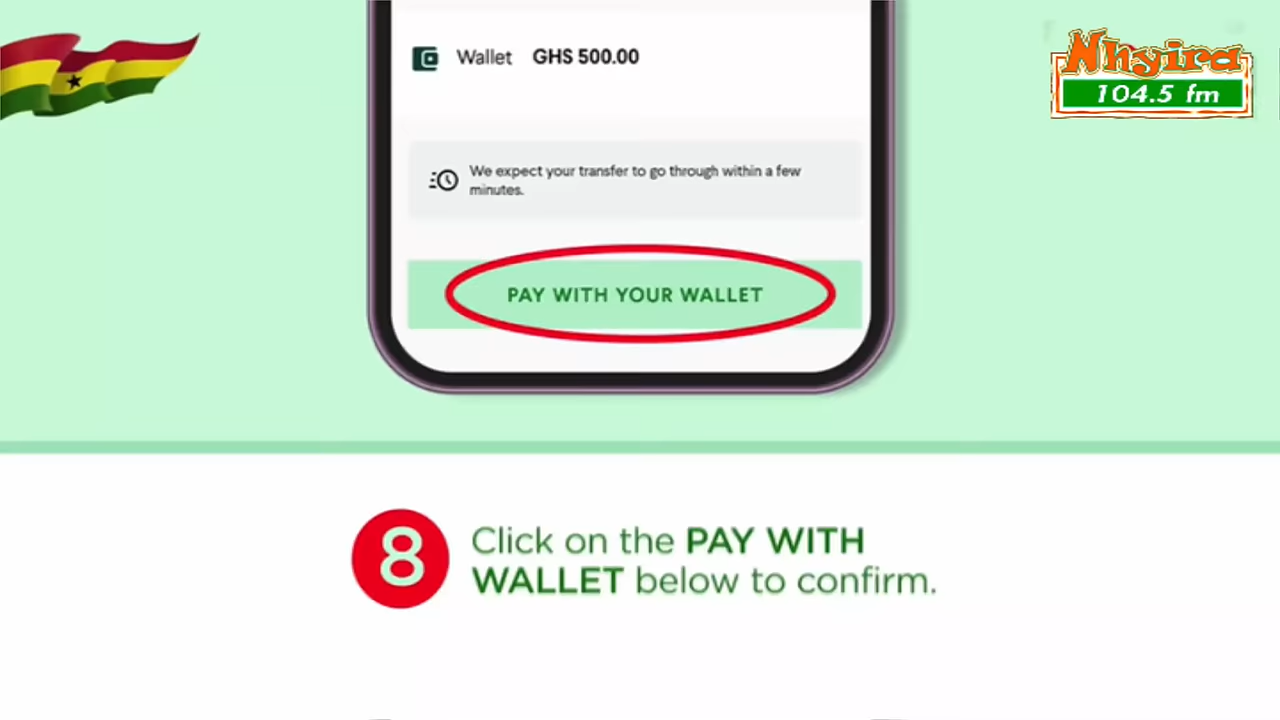 Wallet GHS 500.00
Nhyira
104.5 fm
We expect your transfer to go through within a few
minutes.
PAY WITH YOUR WALLET
8
Click on the PAY WITH
WALLET below to confirm.